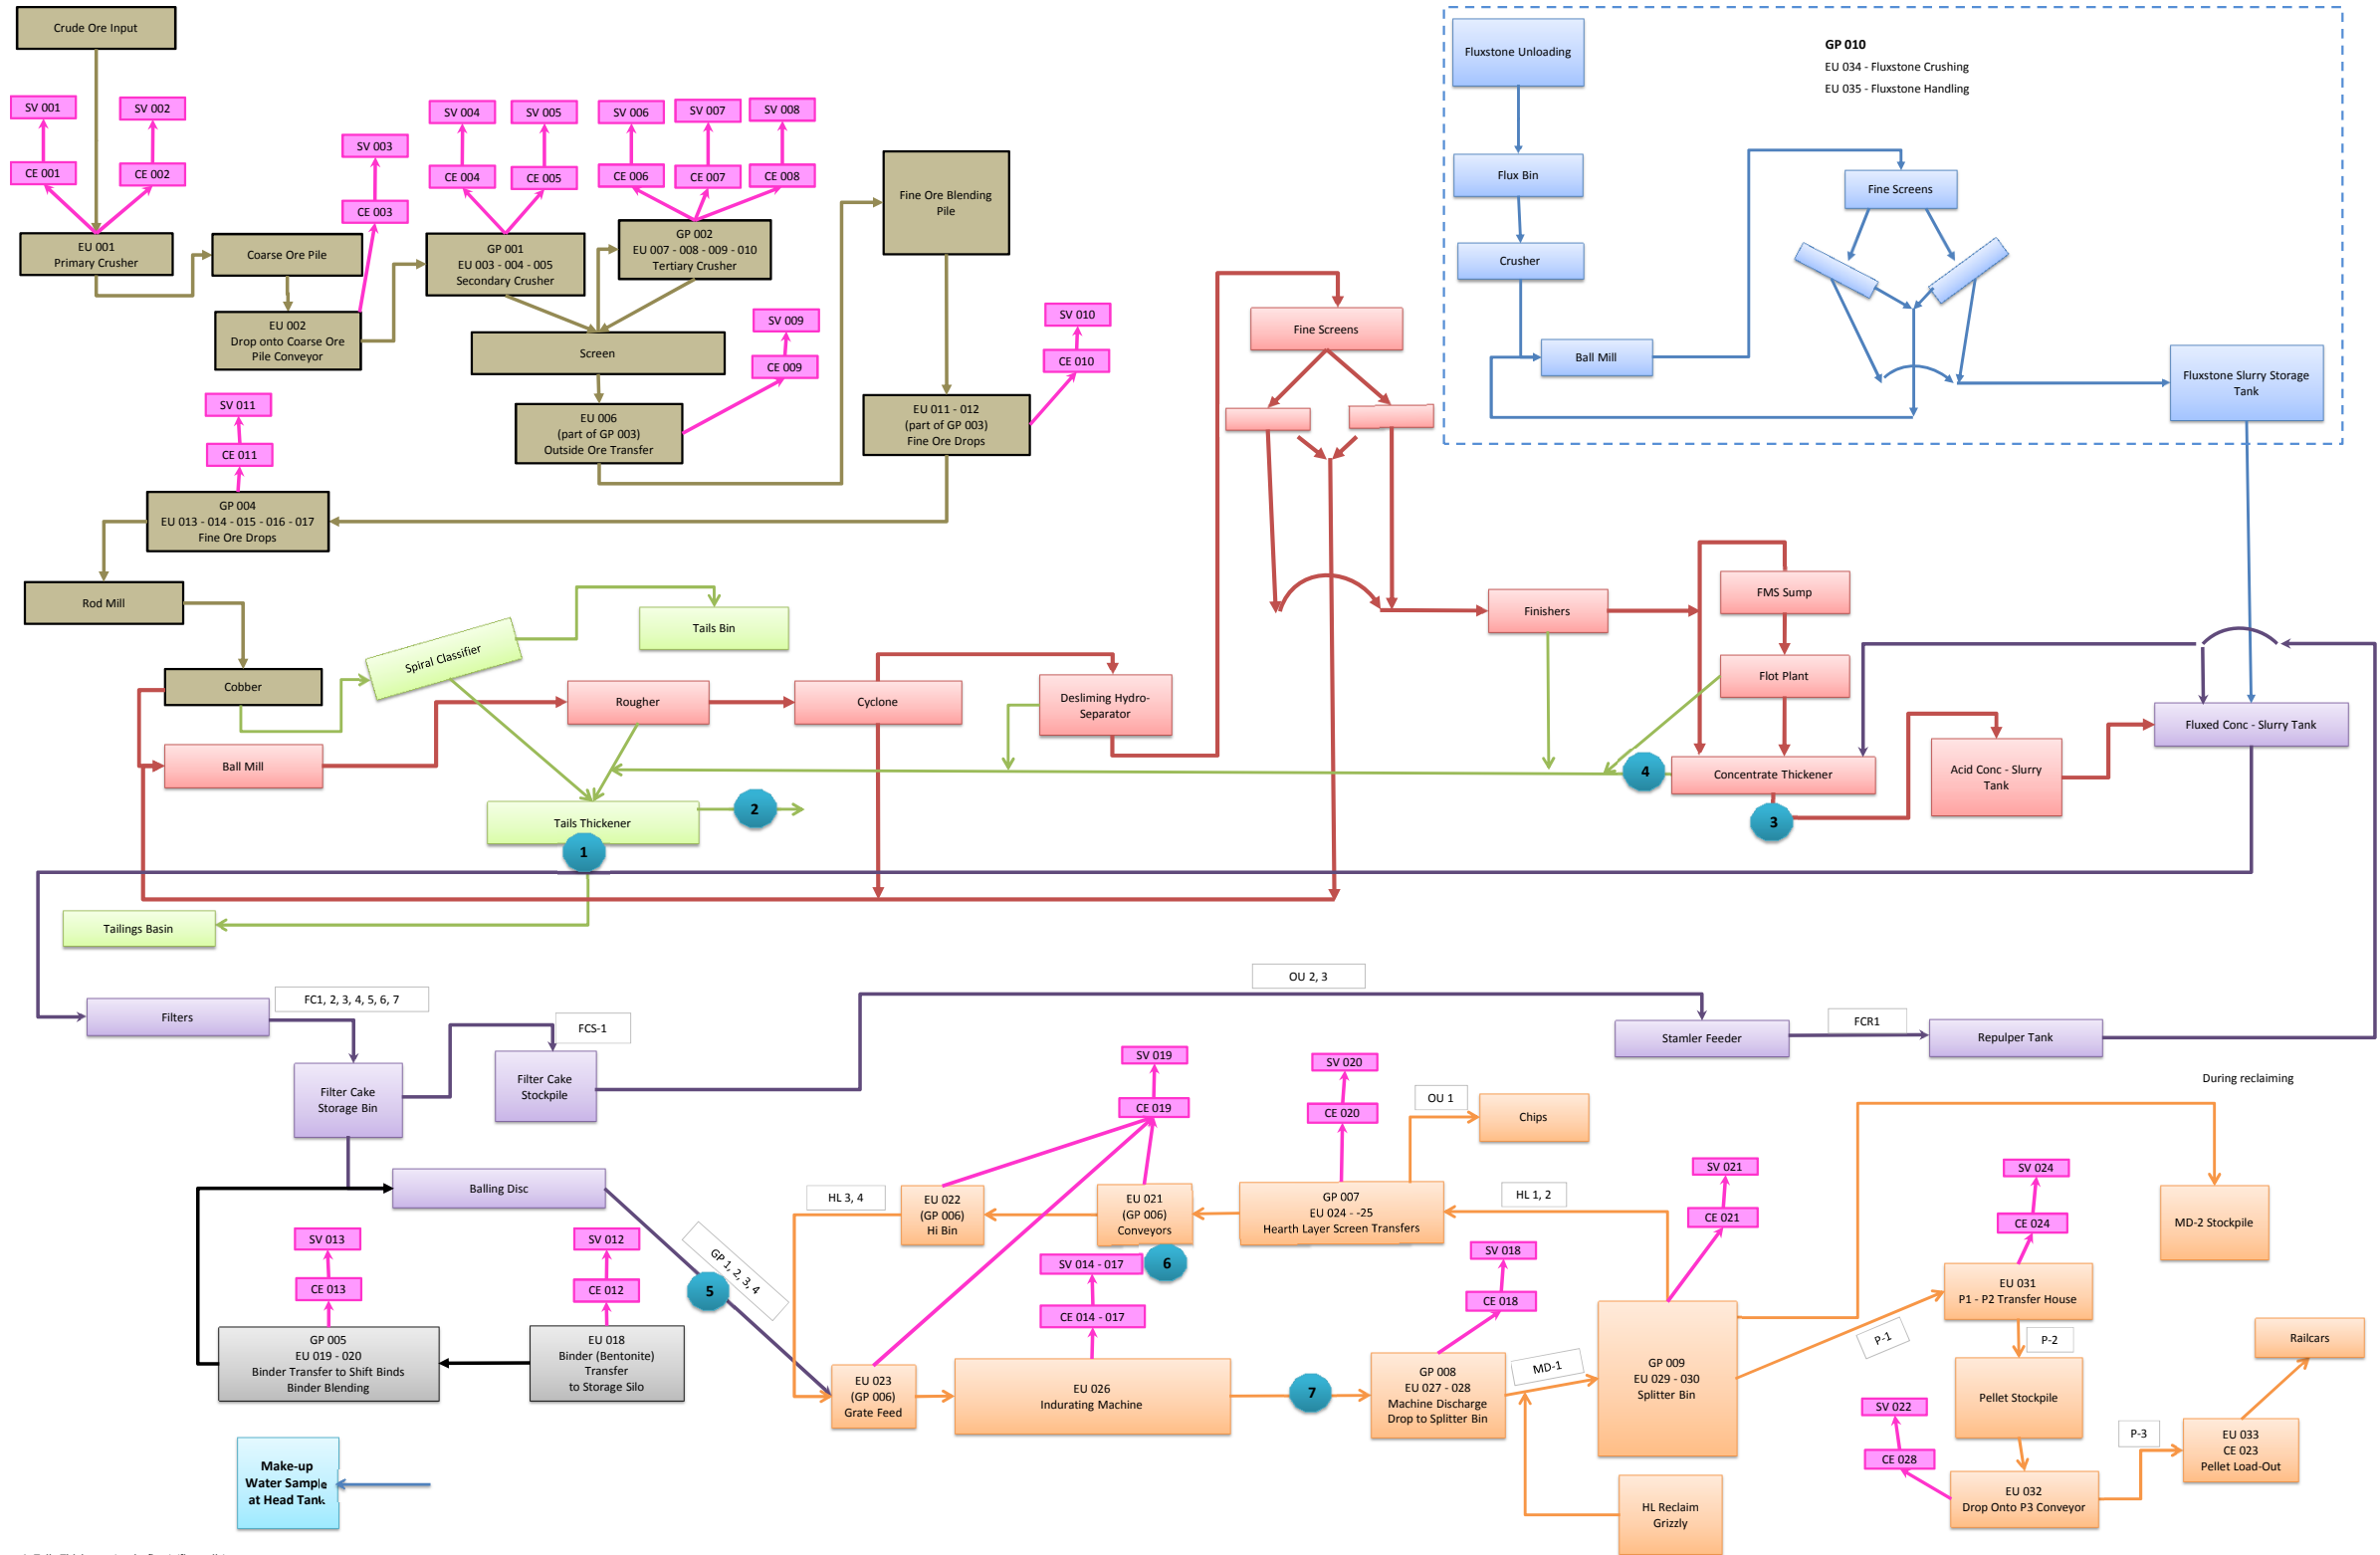 Crude Ore Input
GP 010
EU 034 - Fluxstone Crushing
EU 035 - Fluxstone Handling
Fluxstone Unloading
SV 001
SV 002
SV 003
SV 004
SV 005
SV 006
SV 007
SV 008
CE 001
CE 002
CE 003
CE 004
CE 005
CE 006
CE 007
CE 008
Fine Ore Blending
Pile
Flux Bin
Fine Screens
Crusher
Ball Mill
Fluxstone Slurry Storage
Tank
EU 001
Primary Crusher
Coarse Ore Pile
EU 002
Drop onto Coarse Ore
Pile Conveyor
GP 001
EU 003 - 004 - 005
Secondary Crusher
GP 002
EU 007 - 008 - 009 - 010
Tertiary Crusher
Screen
SV 009
CE 009
SV 010
CE 010
Fine Screens
EU 006
(part of GP 003)
Outside Ore Transfer
EU 011 - 012
(part of GP 003)
Fine Ore Drops
SV 011
CE 011
GP 004
EU 013 - 014 - 015 - 016 - 017
Fine Ore Drops
Rod Mill
Cobber
Spiral Classifier
Tails Bin
Finishers
FMS Sump
Flot Plant
Rougher
Cyclone
Desliming Hydro-
Separator
Fluxed Conc - Slurry Tank
Ball Mill
4
Concentrate Thickener
Acid Conc - Slurry
Tank
Tails Thickener
2
3
1
Tailings Basin
OU 2, 3
FC1, 2, 3, 4, 5, 6, 7
Filters
FCS-1
Stamler Feeder
FCR1
Repulper Tank
Filter Cake
Storage Bin
Filter Cake
Stockpile
SV 019
CE 019
SV 020
CE 020
OU 1
Chips
During reclaiming
Balling Disc
HL 3, 4
EU 022
(GP 006)
Hi Bin
EU 021
(GP 006)
Conveyors
GP 007
EU 024 - -25
Hearth Layer Screen Transfers
HL 1, 2
SV 021
CE 021
SV 024
CE 024
MD-2 Stockpile
SV 013
CE 013
SV 012
CE 012
GP 1, 2, 3, 4
5
6
SV 014 - 017
CE 014 - 017
SV 018
CE 018
EU 031
P1 - P2 Transfer House
P-1
P-2
Railcars
GP 005
EU 019 - 020
Binder Transfer to Shift Binds
Binder Blending
EU 018
Binder (Bentonite)
Transfer
to Storage Silo
EU 023
(GP 006)
Grate Feed
EU 026
Indurating Machine
7
GP 008
EU 027 - 028
Machine Discharge
Drop to Splitter Bin
MD-1
GP 009
EU 029 - 030
Splitter Bin
Pellet Stockpile
SV 022
CE 028
P-3
EU 033
CE 023
Pellet Load-Out
EU 032
Drop Onto P3 Conveyor
HL Reclaim
Grizzly
Make-up
Water Sample
at Head Tank